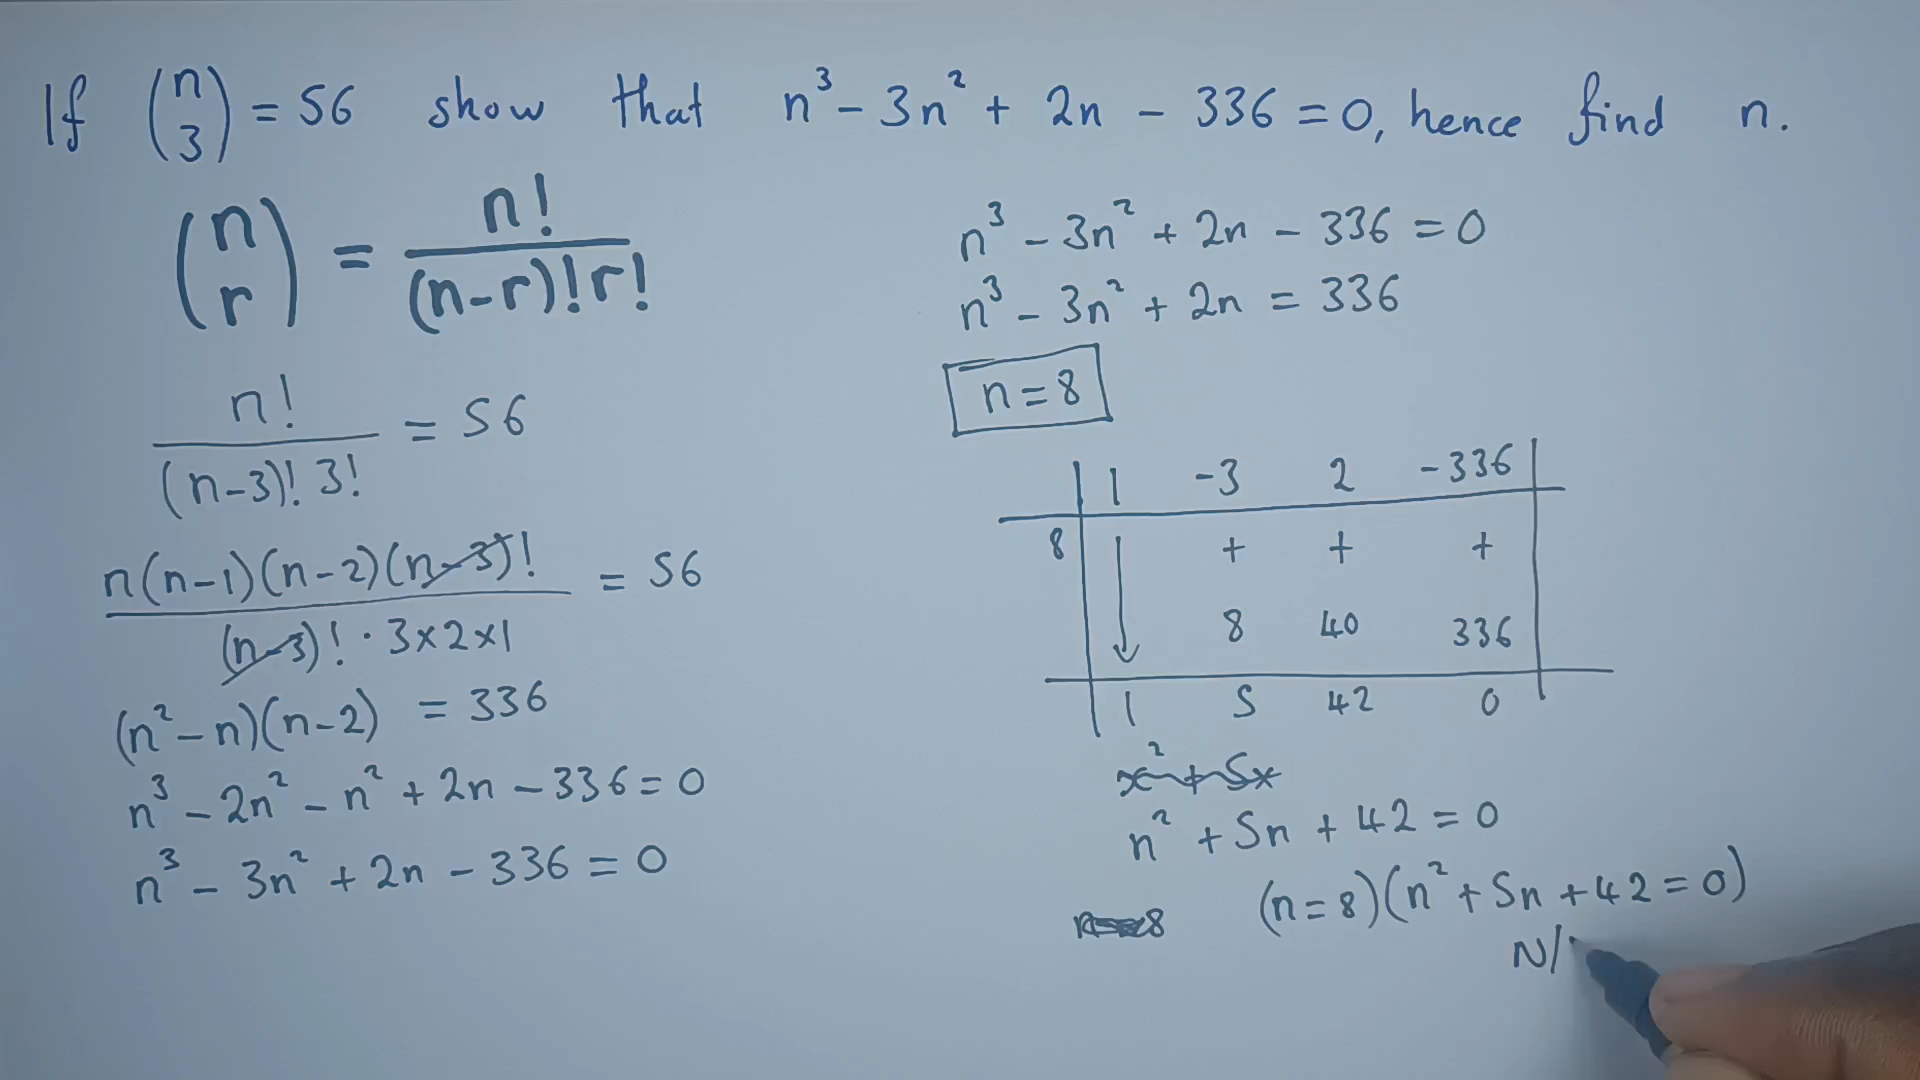 If (n 3) = 56 show that n³ - 3n² + 2n - 336 = 0, hence find n.
(n r) = n! / (n-r)! r!
n! / (n-3)! 3! = 56
n(n-1)(n-2)(n-3)! / (n-3)! · 3×2×1 = 56
(n² - n)(n-2) = 336
n³ - 2n² - n² + 2n - 336 = 0
n³ - 3n² + 2n - 336 = 0
n³ - 3n² + 2n - 336 = 0
n³ - 3n² + 2n = 336
n = 8
1 -3 2 -336
8 + + +
8 40 336
1 5 42 0
x² + 5x
n² + 5n + 42 = 0
(n = 8)(n² + 5n + 42 = 0)
N/